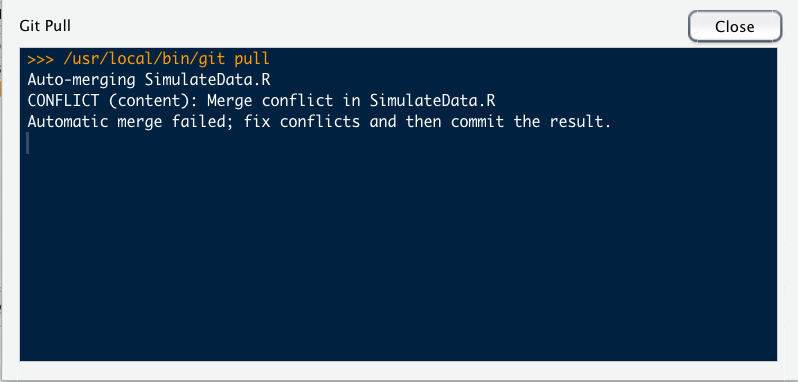 Git Pull
Close
>>> /usr/local/bin/git pull
Auto-merging SimulateData.R
CONFLICT (content): Merge conflict in SimulateData.R
Automatic merge failed; fix conflicts and then commit the result.